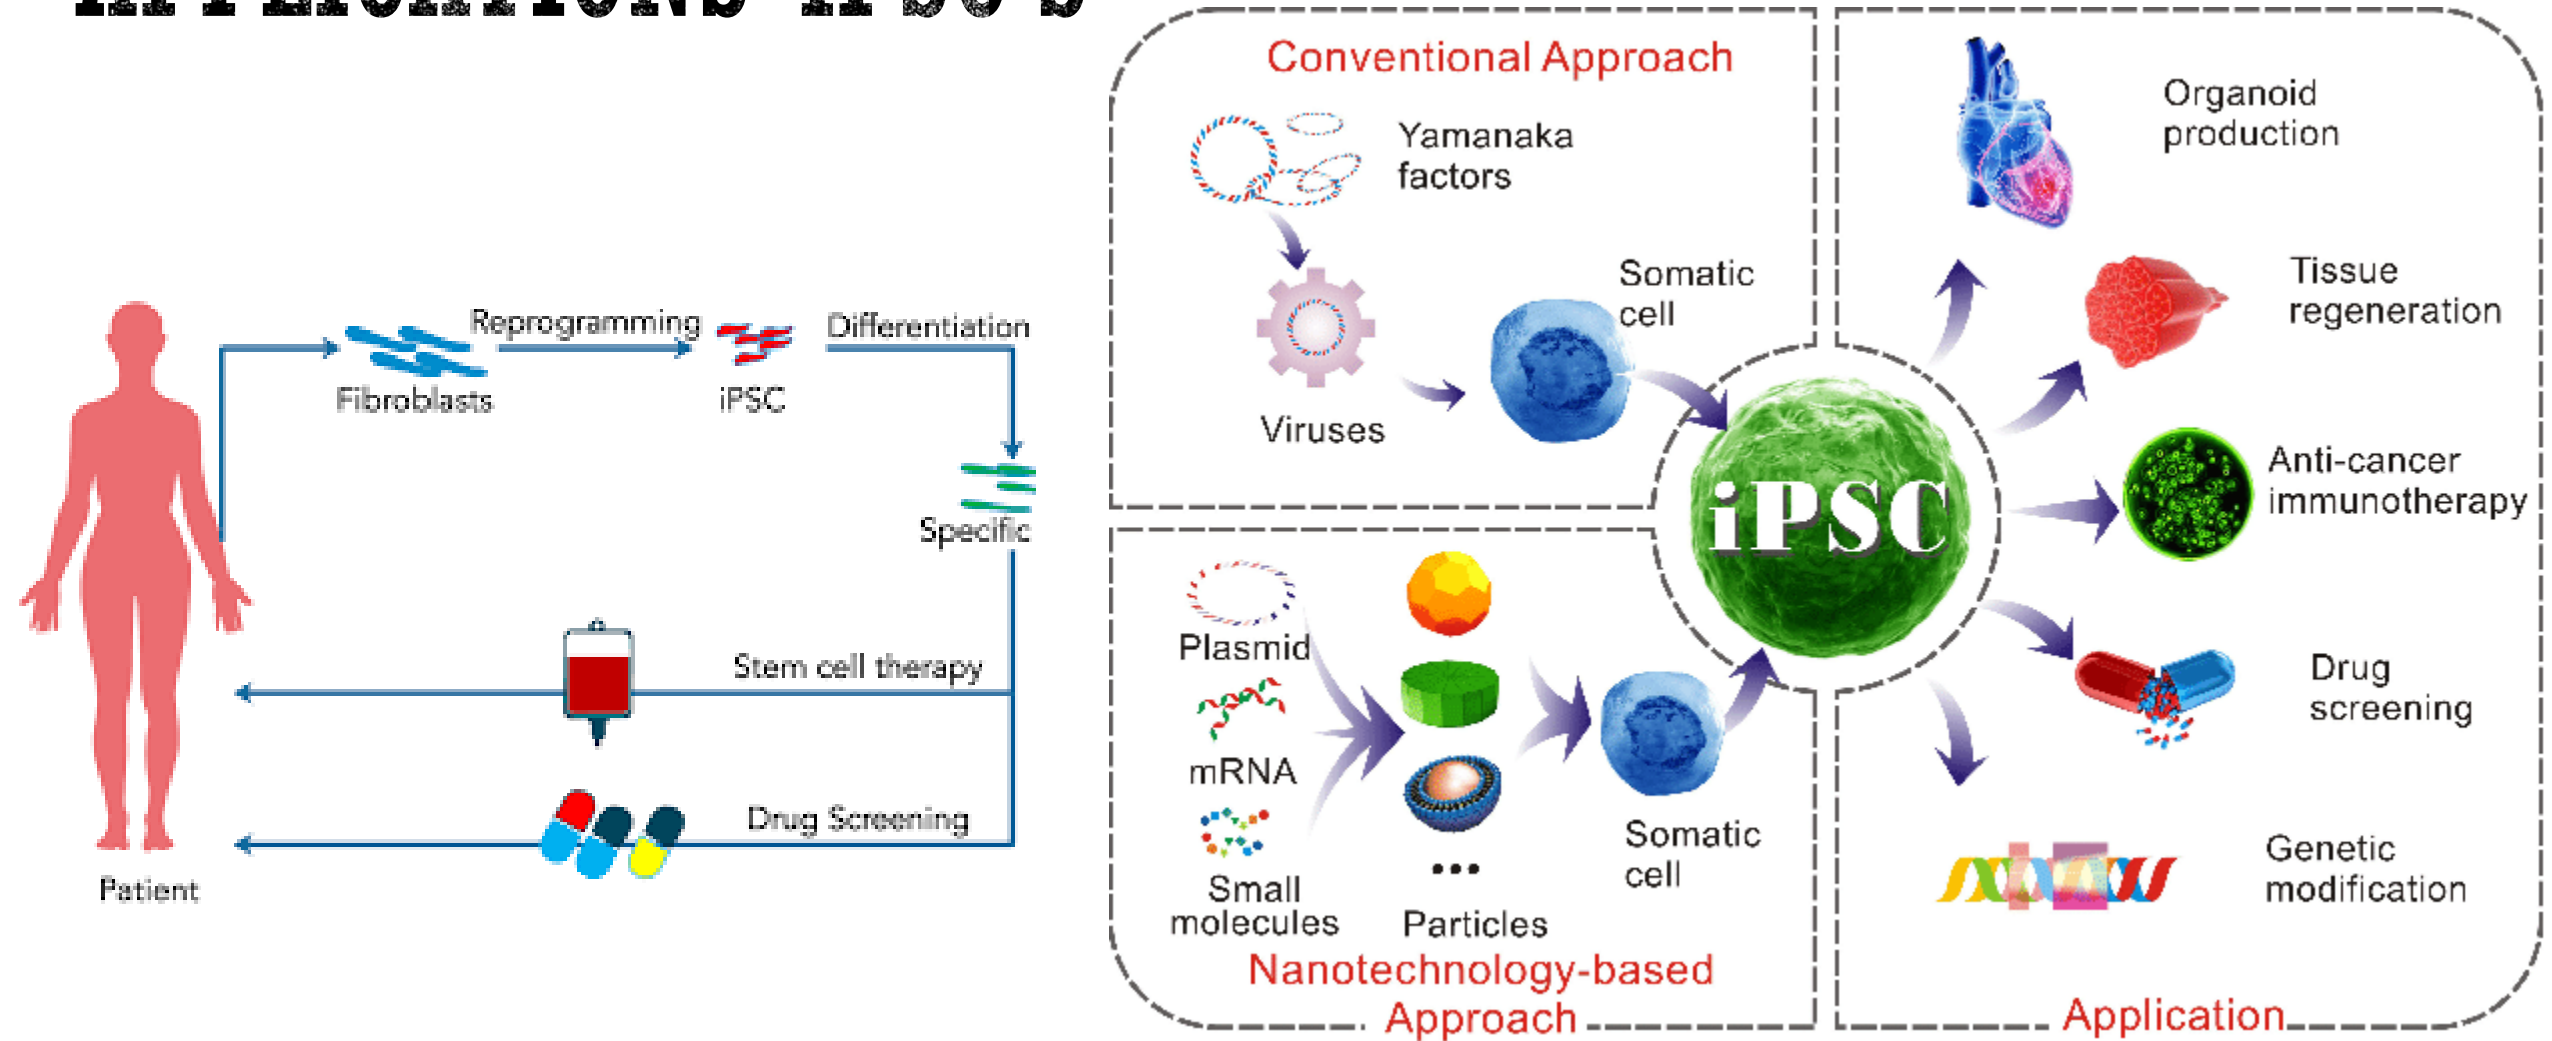 Reprogramming
Differentiation
Fibroblasts
iPSC
Specific
Stem cell therapy
Drug Screening
Patient
Conventional Approach
Yamanaka
factors
Viruses
Somatic
cell
iPSC
Plasmid
mRNA
Small
molecules
Particles
Somatic
cell
Nanotechnology-based
Approach
Organoid
production
Tissue
regeneration
Anti-cancer
immunotherapy
Drug
screening
Genetic
modification
Application